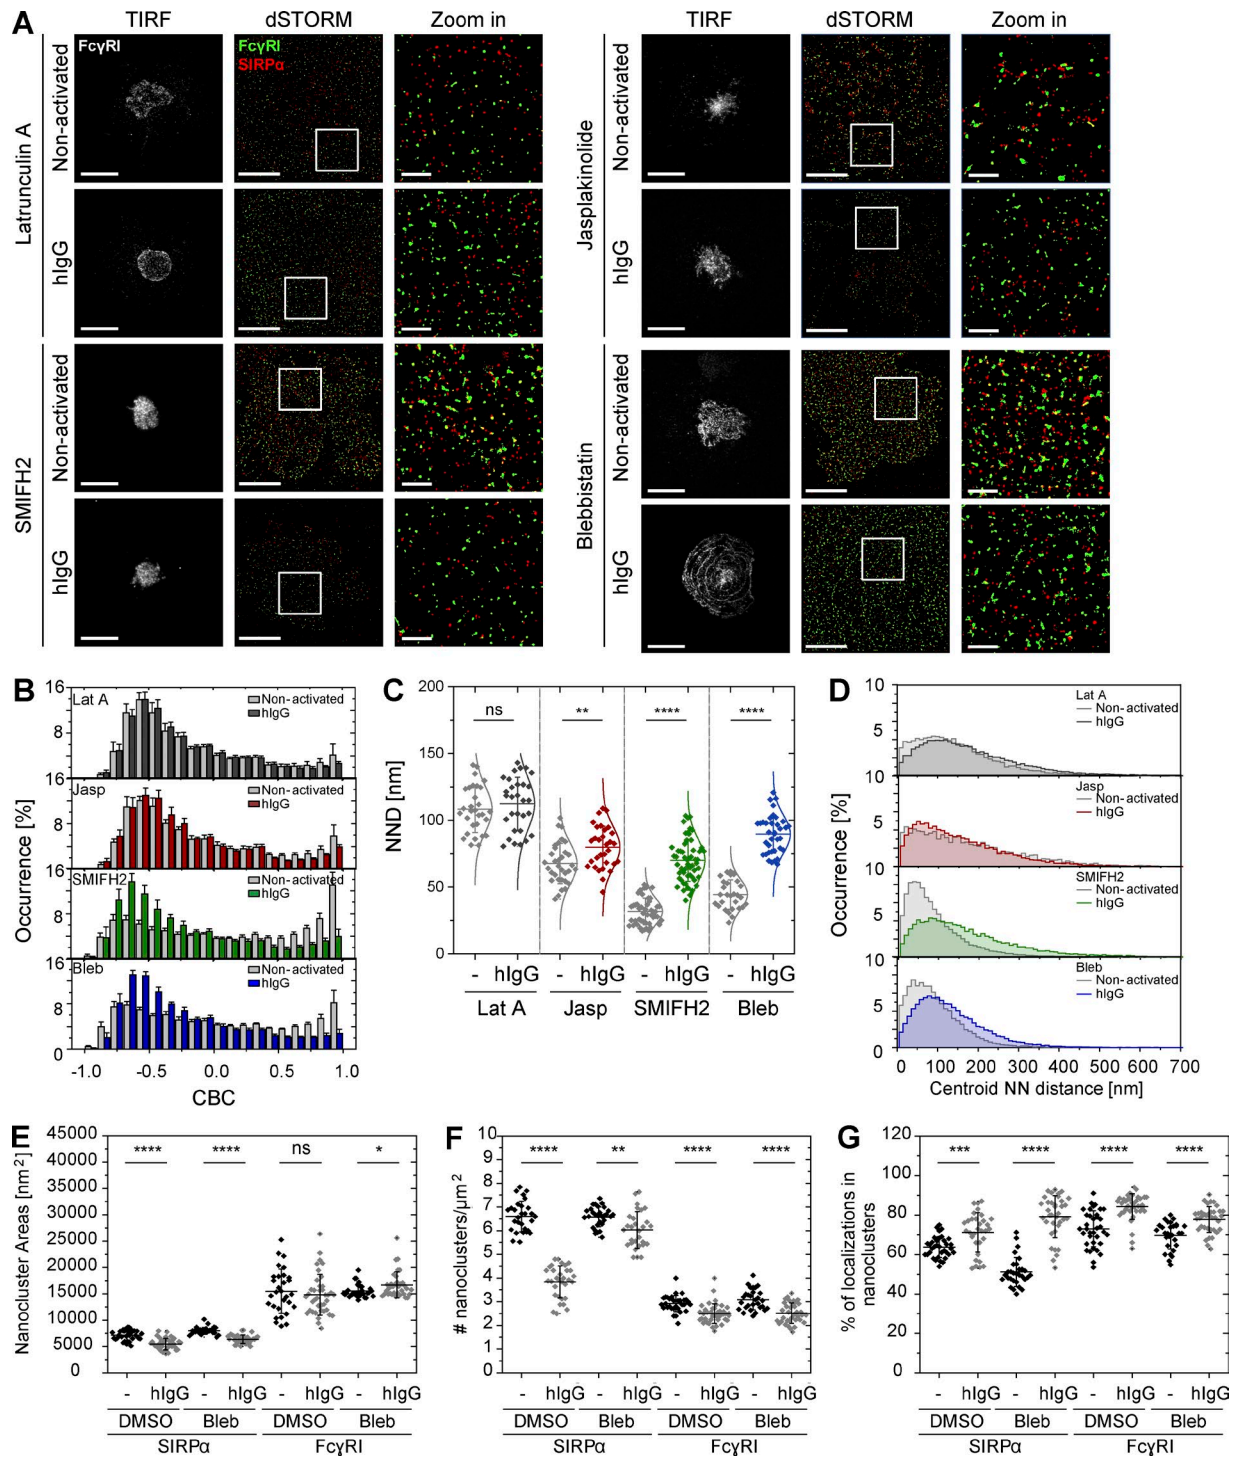 A
TIRF
dSTORM
Zoom in
TIRF
dSTORM
Zoom in
Latrunculin A
Non-activated
FcγRI
FcγRI
SIRPα
hIgG
SMIFH2
Non-activated
hIgG
Jasplakinolide
Non-activated
hIgG
Blebbistatin
Non-activated
hIgG
B
Occurrence [%]
16
8
16
8
16
8
16
8
0
Lat A
Non-activated
hIgG
Jasp
Non-activated
hIgG
SMIFH2
Non-activated
hIgG
Bleb
Non-activated
hIgG
-1.0 -0.5 0.0 0.5 1.0
CBC
C
NND [nm]
200
150
100
50
0
ns ** **** ****
- hIgG - hIgG - hIgG - hIgG
Lat A Jasp SMIFH2 Bleb
D
Occurrence [%]
10
5
10
5
10
5
10
5
0
Lat A
Non-activated
hIgG
Jasp
Non-activated
hIgG
SMIFH2
Non-activated
hIgG
Bleb
Non-activated
hIgG
0 100 200 300 400 500 600 700
Centroid NN distance [nm]
E
Nanocluster Areas [nm²]
45000
40000
35000
30000
25000
20000
15000
10000
5000
0
**** **** ns *
- hIgG - hIgG - hIgG - hIgG
DMSO Bleb DMSO Bleb
SIRPα FcγRI
F
# nanoclusters/µm²
10
9
8
7
6
5
4
3
2
1
0
**** ** **** ****
- hIgG - hIgG - hIgG - hIgG
DMSO Bleb DMSO Bleb
SIRPα FcγRI
G
% of localizations in
nanoclusters
120
100
80
60
40
20
0
*** **** **** ****
- hIgG - hIgG - hIgG - hIgG
DMSO Bleb DMSO Bleb
SIRPα FcγRI